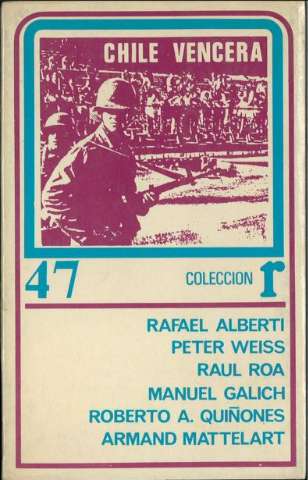 CHILE VENCERA
47
COLECCION r
RAFAEL ALBERTI
PETER WEISS
RAUL ROA
MANUEL GALICH
ROBERTO A. QUIÑONES
ARMAND MATTELART